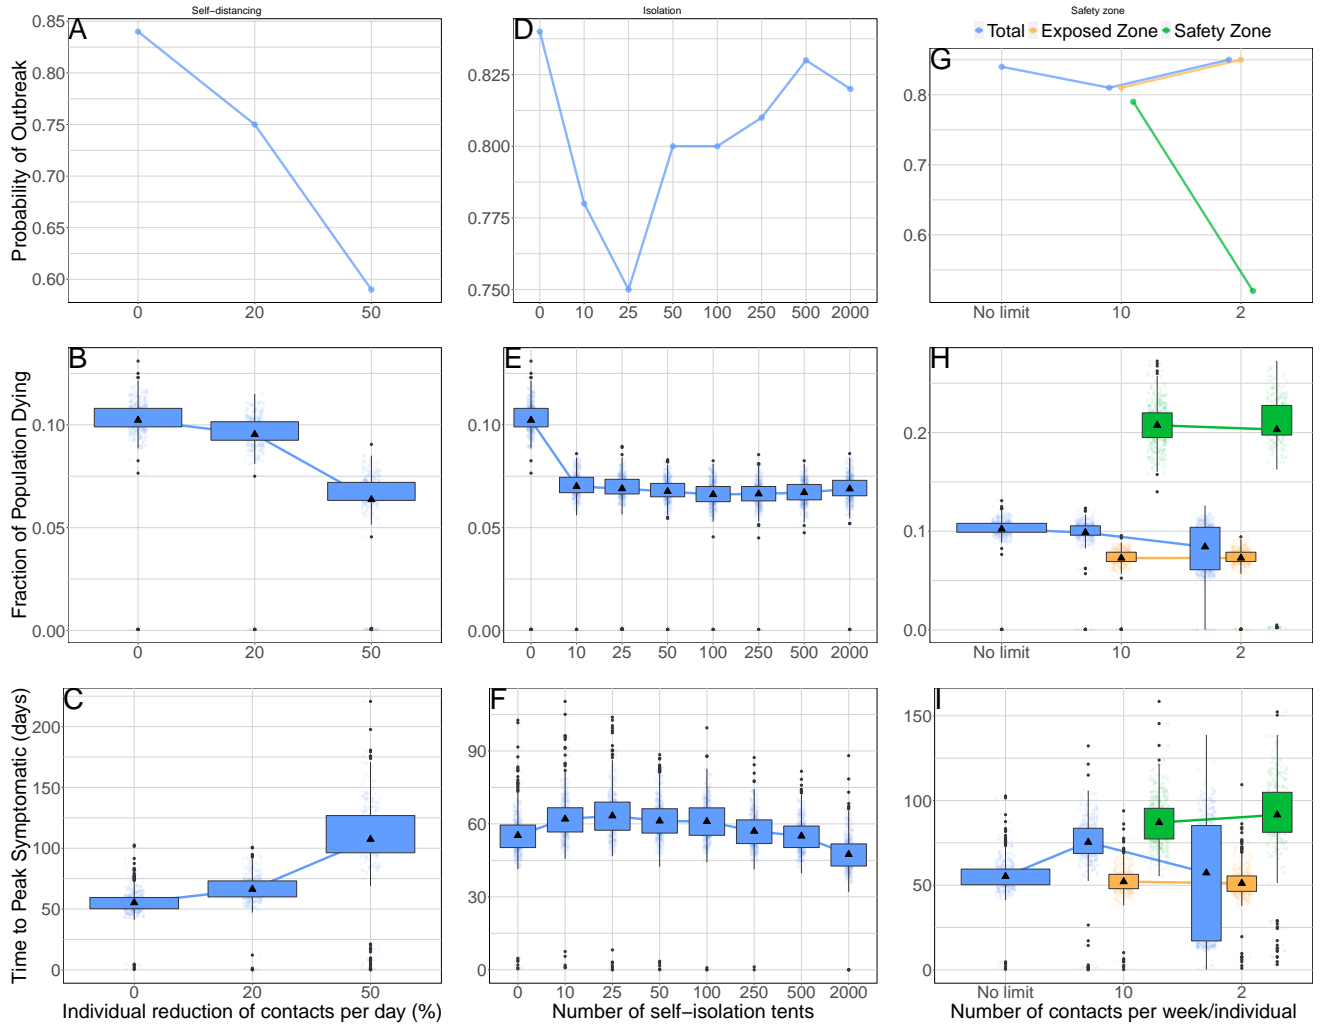 Self−distancing
Isolation
Safety zone
Total Exposed Zone Safety Zone
A
D
G
Probability of Outbreak
0.85
0.80
0.75
0.70
0.65
0.60
0 20 50
0.825
0.800
0.775
0.750
0 10 25 50 100 250 500 2000
0.8
0.7
0.6
No limit 10 2
B
E
H
Fraction of Population Dying
0.10
0.05
0.00
0 20 50
0.10
0.05
0.00
0 10 25 50 100 250 500 2000
0.2
0.1
0.0
No limit 10 2
C
F
I
Time to Peak Symptomatic (days)
200
150
100
50
0
0 20 50
Individual reduction of contacts per day (%)
90
60
30
0
0 10 25 50 100 250 500 2000
Number of self−isolation tents
150
100
50
0
No limit 10 2
Number of contacts per week/individual